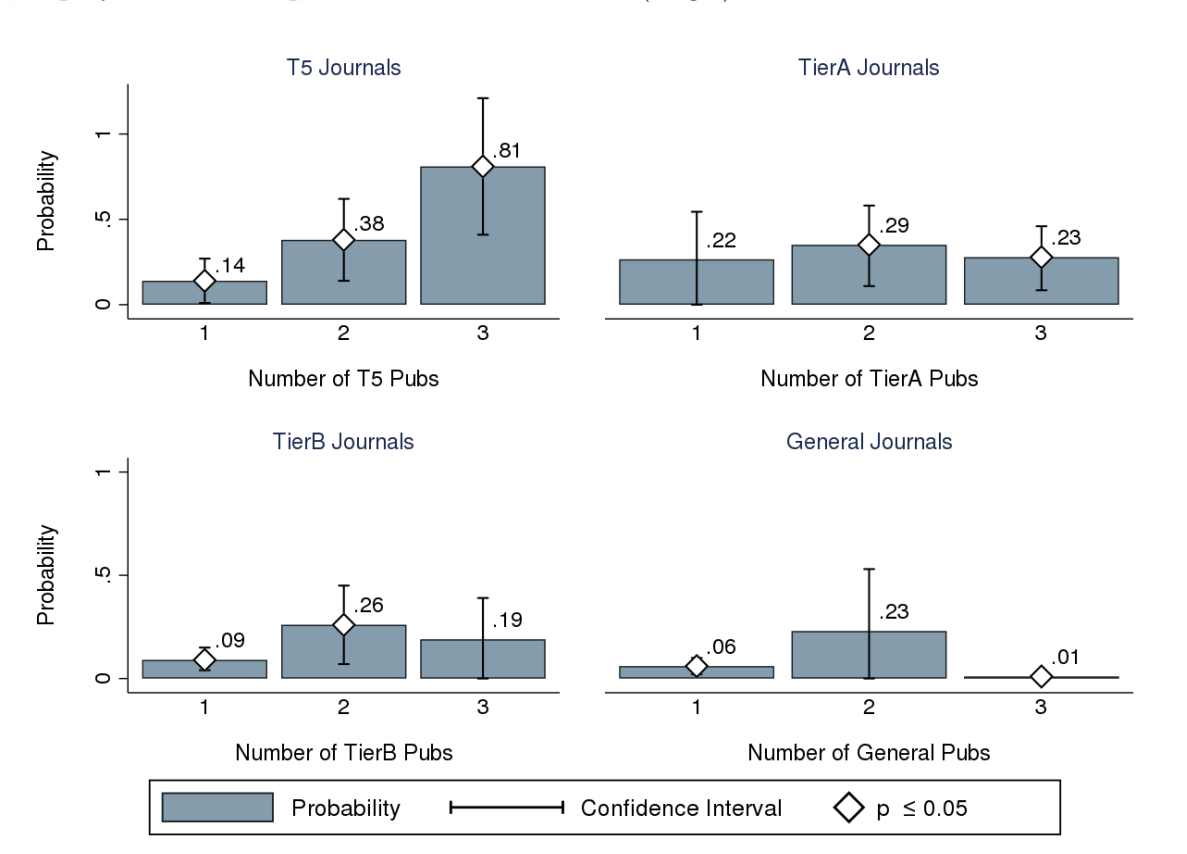 T5 Journals
TierA Journals
Probability
1
.5
0
.14
.38
.81
.22
.29
.23
1 2 3
1 2 3
Number of T5 Pubs
Number of TierA Pubs
TierB Journals
General Journals
Probability
1
.5
0
.09
.26
.19
.06
.23
.01
1 2 3
1 2 3
Number of TierB Pubs
Number of General Pubs
Probability
Confidence Interval
p ≤ 0.05